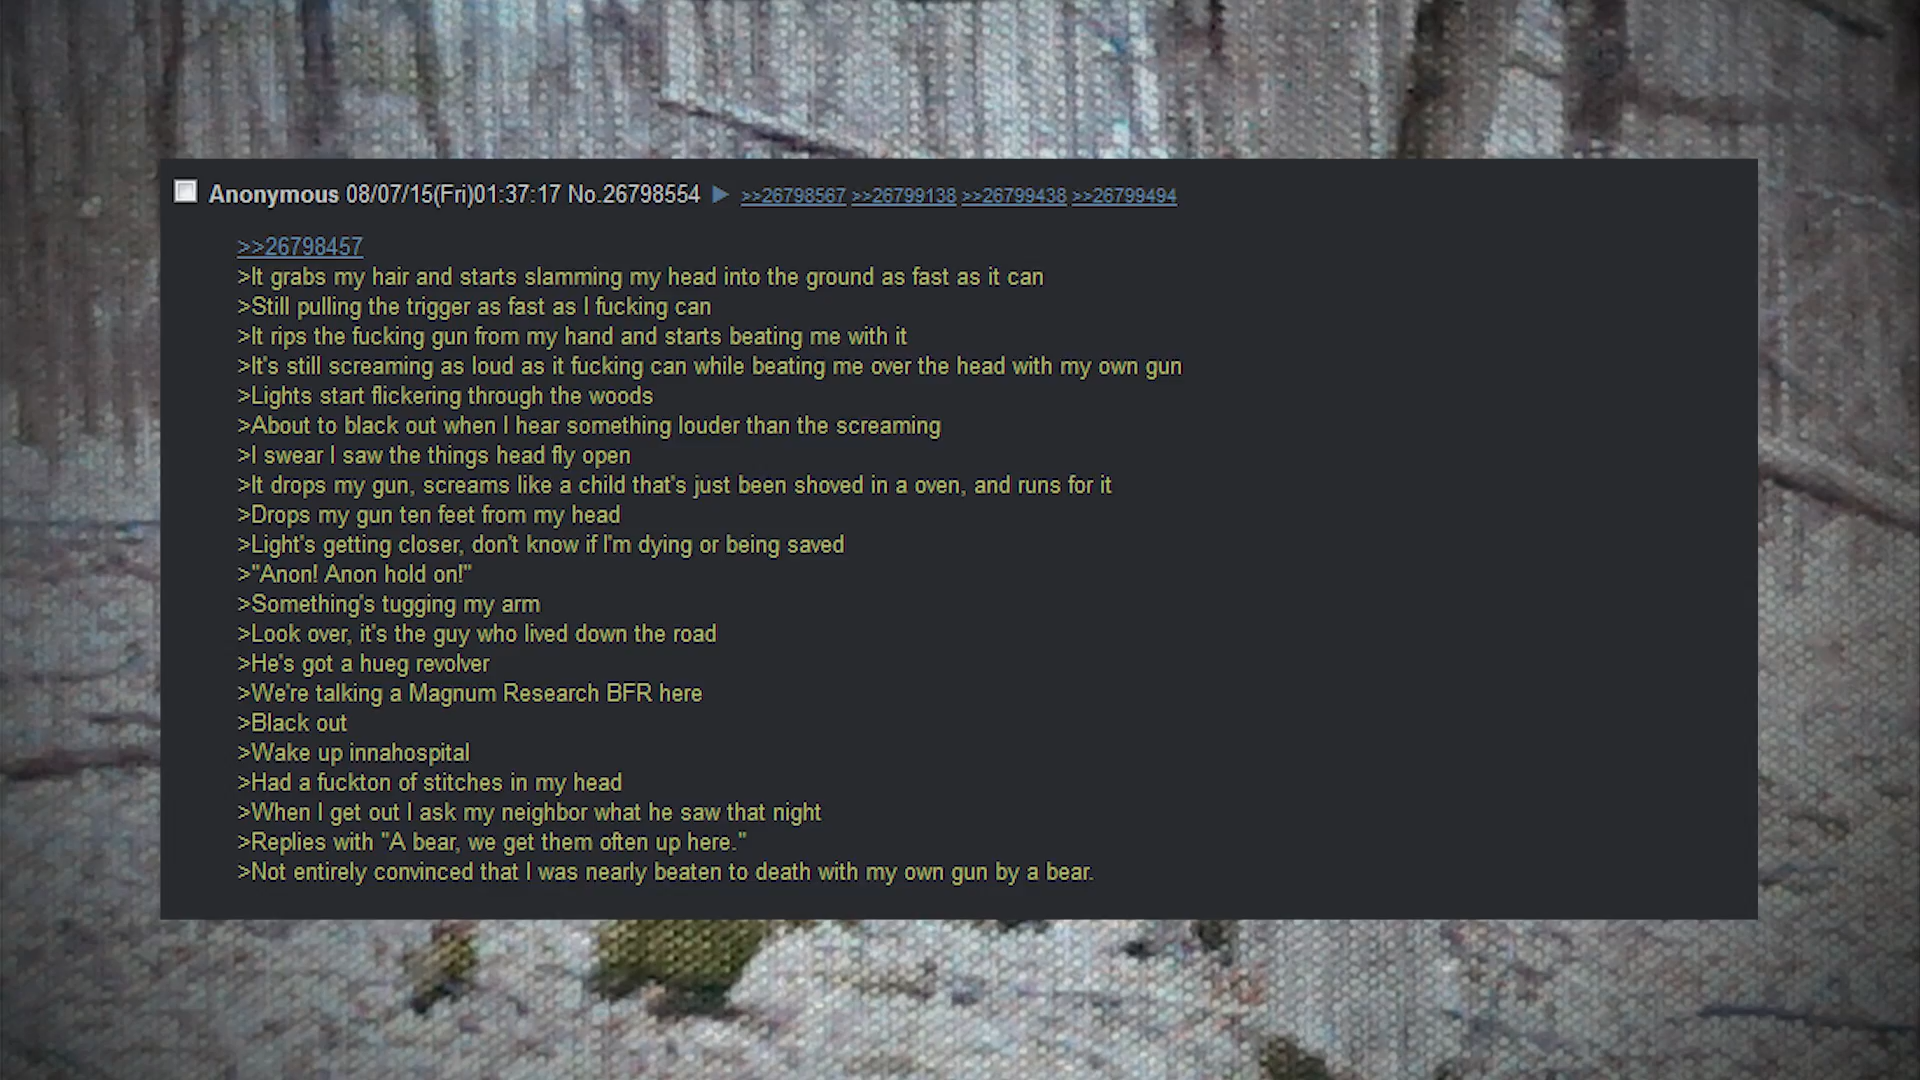 Anonymous 08/07/15(Fri)01:37:17 No.26798554 ▶ >>26798567 >>26799138 >>26799438 >>26799494
>>26798457
>It grabs my hair and starts slamming my head into the ground as fast as it can
>Still pulling the trigger as fast as I fucking can
>It rips the fucking gun from my hand and starts beating me with it
>It's still screaming as loud as it fucking can while beating me over the head with my own gun
>Lights start flickering through the woods
>About to black out when I hear something louder than the screaming
>I swear I saw the things head fly open
>It drops my gun, screams like a child that's just been shoved in a oven, and runs for it
>Drops my gun ten feet from my head
>Light's getting closer, don't know if I'm dying or being saved
>"Anon! Anon hold on!"
>Something's tugging my arm
>Look over, it's the guy who lived down the road
>He's got a hueg revolver
>We're talking a Magnum Research BFR here
>Black out
>Wake up innahospital
>Had a fuckton of stitches in my head
>When I get out I ask my neighbor what he saw that night
>Replies with "A bear, we get them often up here."
>Not entirely convinced that I was nearly beaten to death with my own gun by a bear.